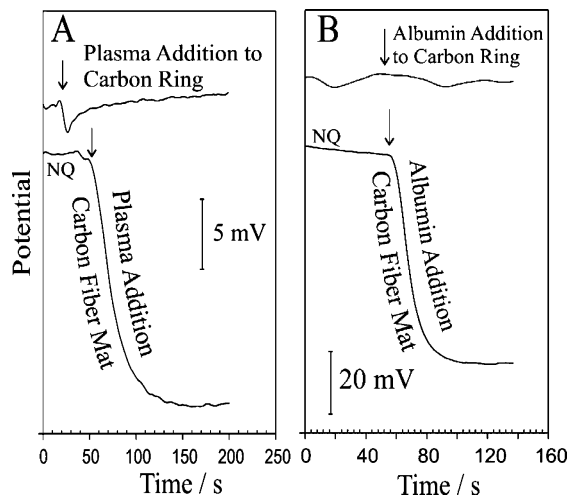 A
Plasma Addition to
Carbon Ring
NQ
Plasma Addition
Carbon Fiber Mat
5 mV
Potential
0 50 100 150 200 250
Time / s
B
Albumin Addition
to Carbon Ring
NQ
Albumin Addition
Carbon Fiber Mat
20 mV
0 40 80 120 160
Time / s